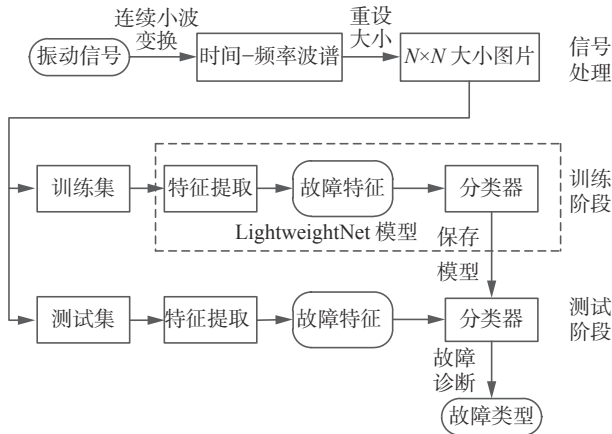 连续小波
变换
重设
大小
振动信号
时间−频率波谱
N×N 大小图片
信号
处理
训练集
特征提取
故障特征
分类器
训练
阶段
LightweightNet 模型
保存
模型
测试集
特征提取
故障特征
分类器
测试
阶段
故障
诊断
故障类型